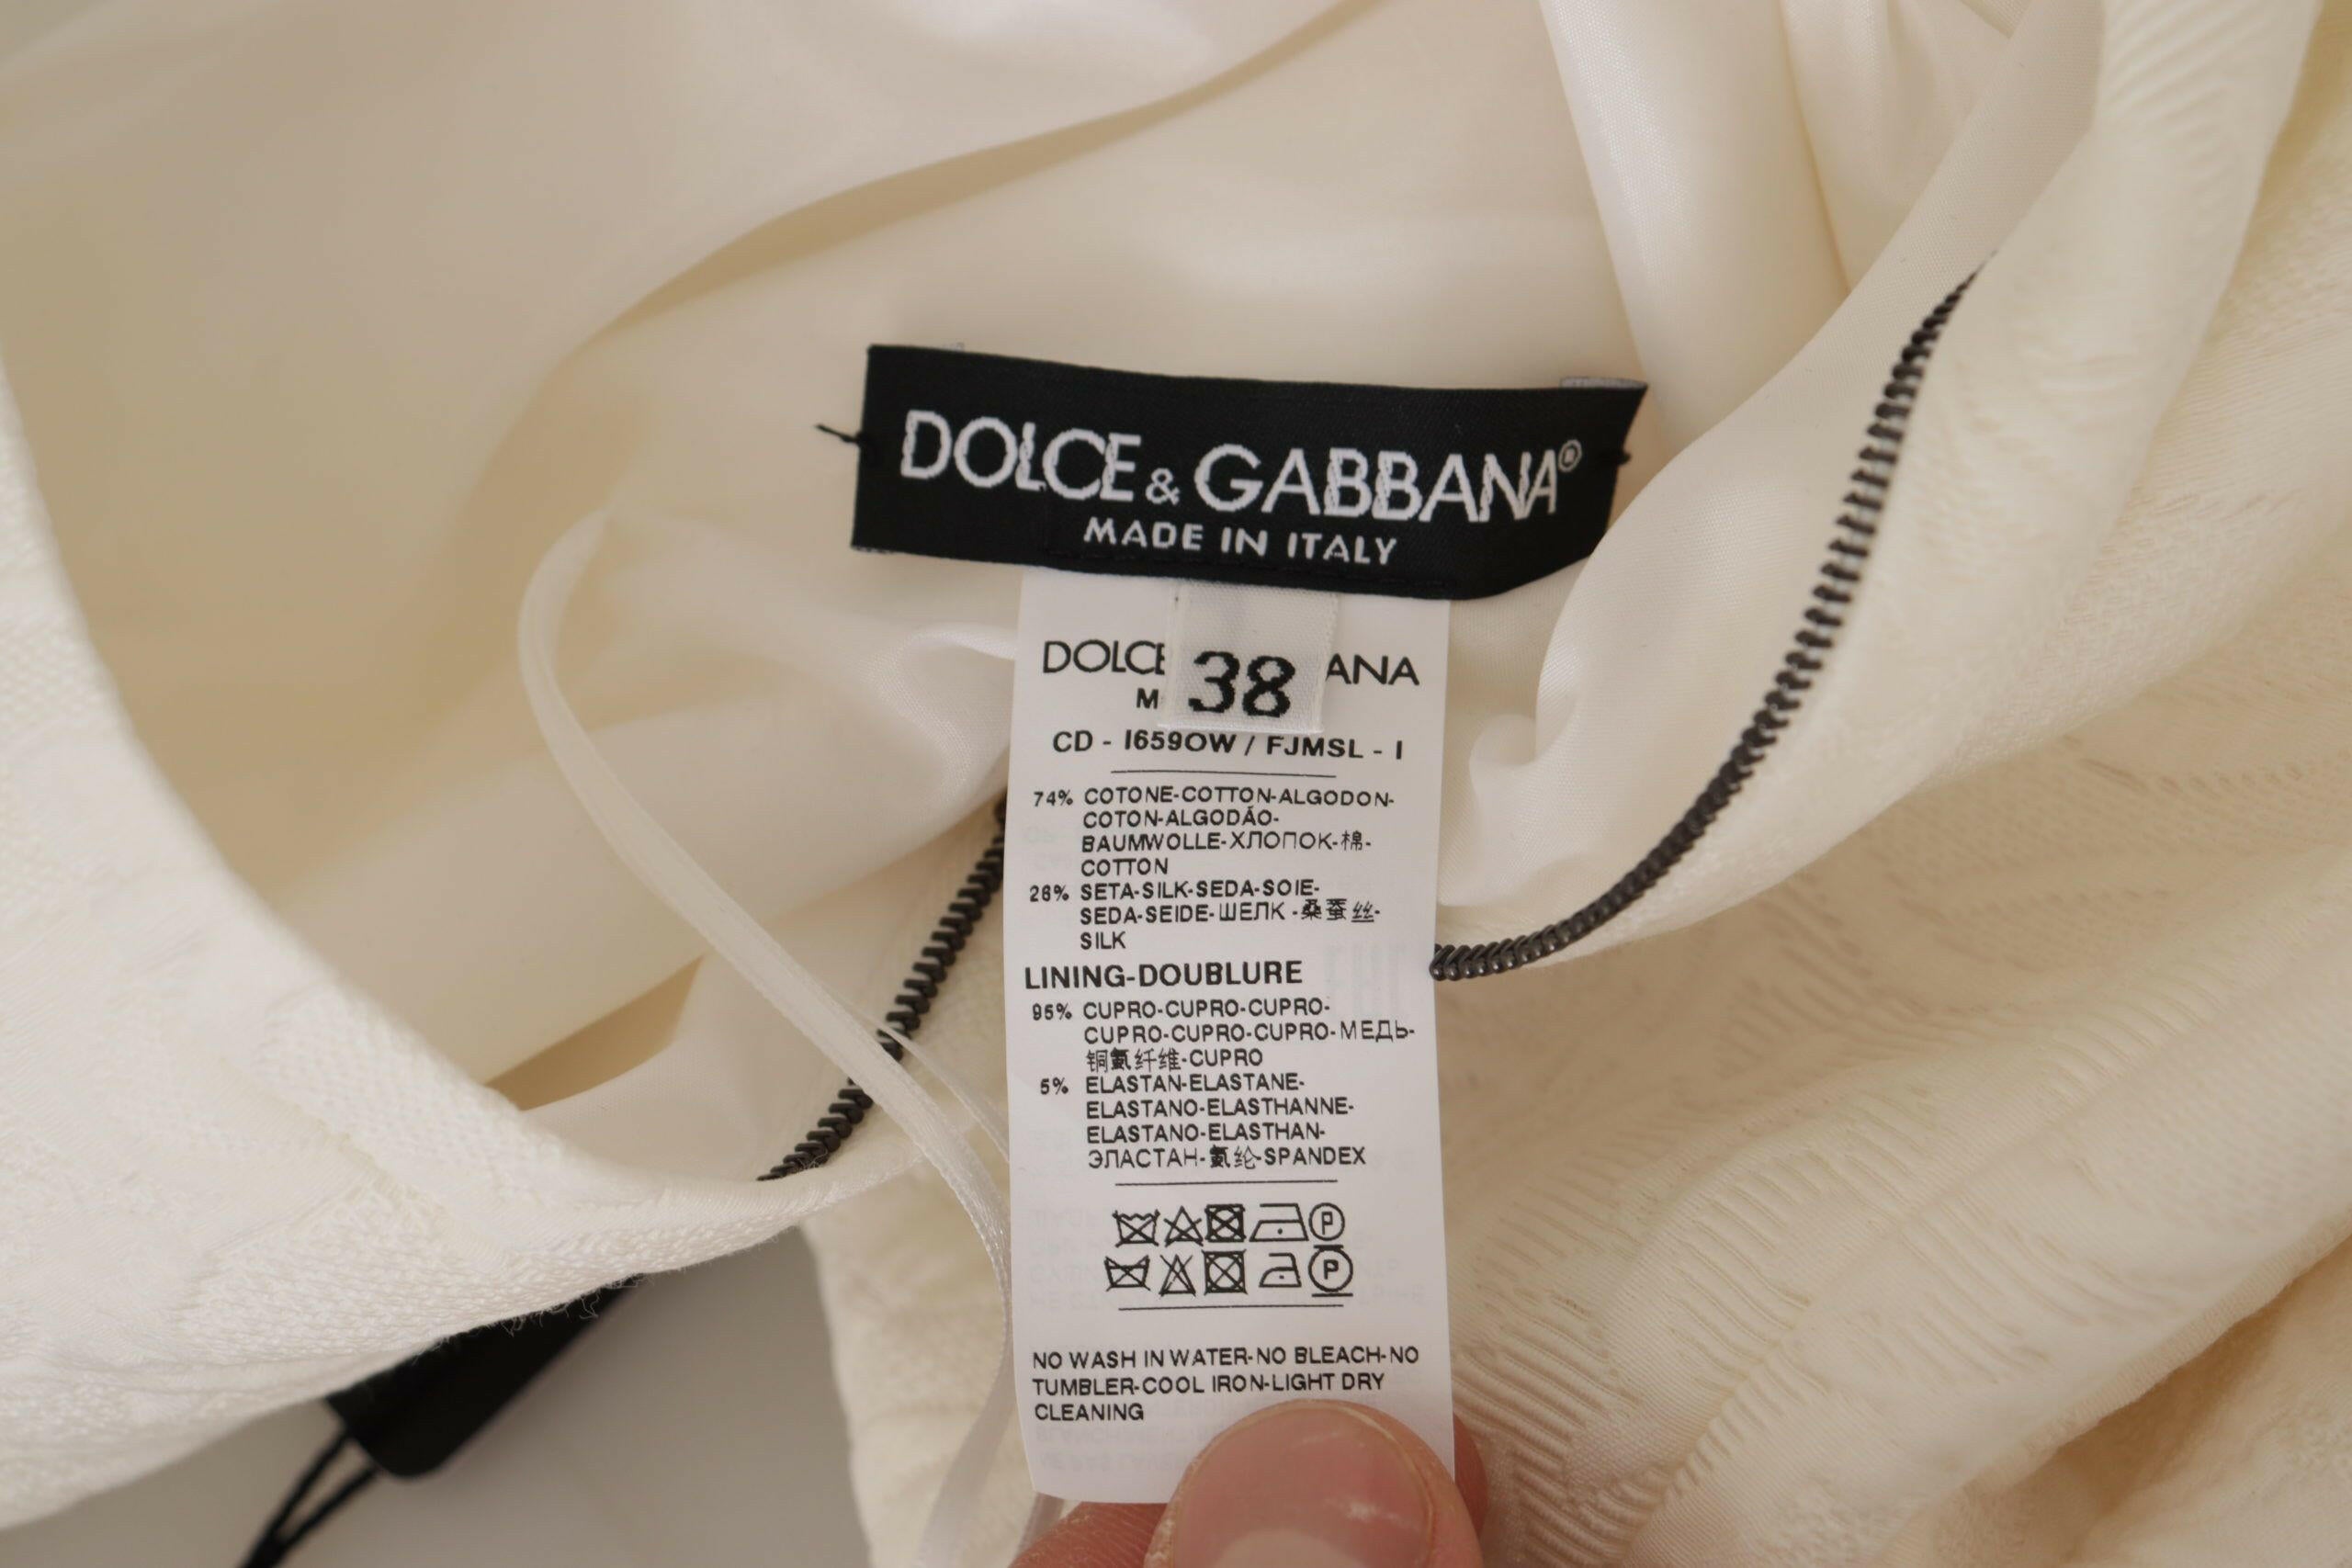 DOLCE & GABBANA®
MADE IN ITALY
38
CD - I659OW / FJMSL - I
74% COTONE-COTTON-ALGODON-
COTON-ALGODÃO-
BAUMWOLLE-ХЛОПОК-棉-
COTTON
26% SETA-SILK-SEDA-SOIE-
SEDA-SEIDE-ШЕЛК-桑蚕丝-
SILK
LINING-DOUBLURE
95% CUPRO-CUPRO-CUPRO-
CUPRO-CUPRO-CUPRO-МЕДЬ-
铜氨纤维-CUPRO
5% ELASTAN-ELASTANE-
ELASTANO-ELASTHANNE-
ELASTANO-ELASTHAN-
ЭЛАСТАН-氨纶-SPANDEX
P
P
NO WASH IN WATER-NO BLEACH-NO
TUMBLER-COOL IRON-LIGHT DRY
CLEANING